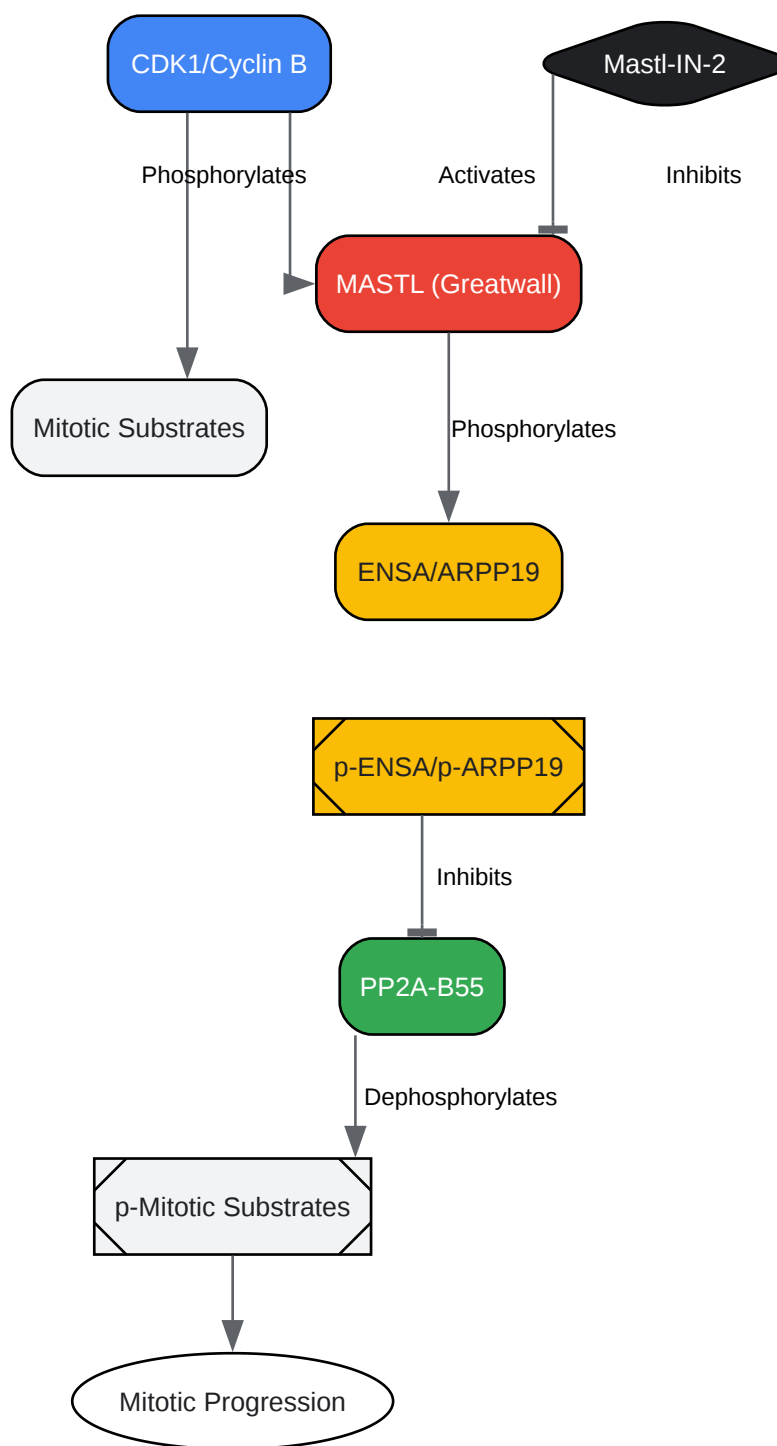 CDK1/Cyclin B
Mastl-IN-2
Phosphorylates
Activates
Inhibits
MASTL (Greatwall)
Mitotic Substrates
Phosphorylates
ENSA/ARPP19
p-ENSA/p-ARPP19
Inhibits
PP2A-B55
Dephosphorylates
p-Mitotic Substrates
Mitotic Progression